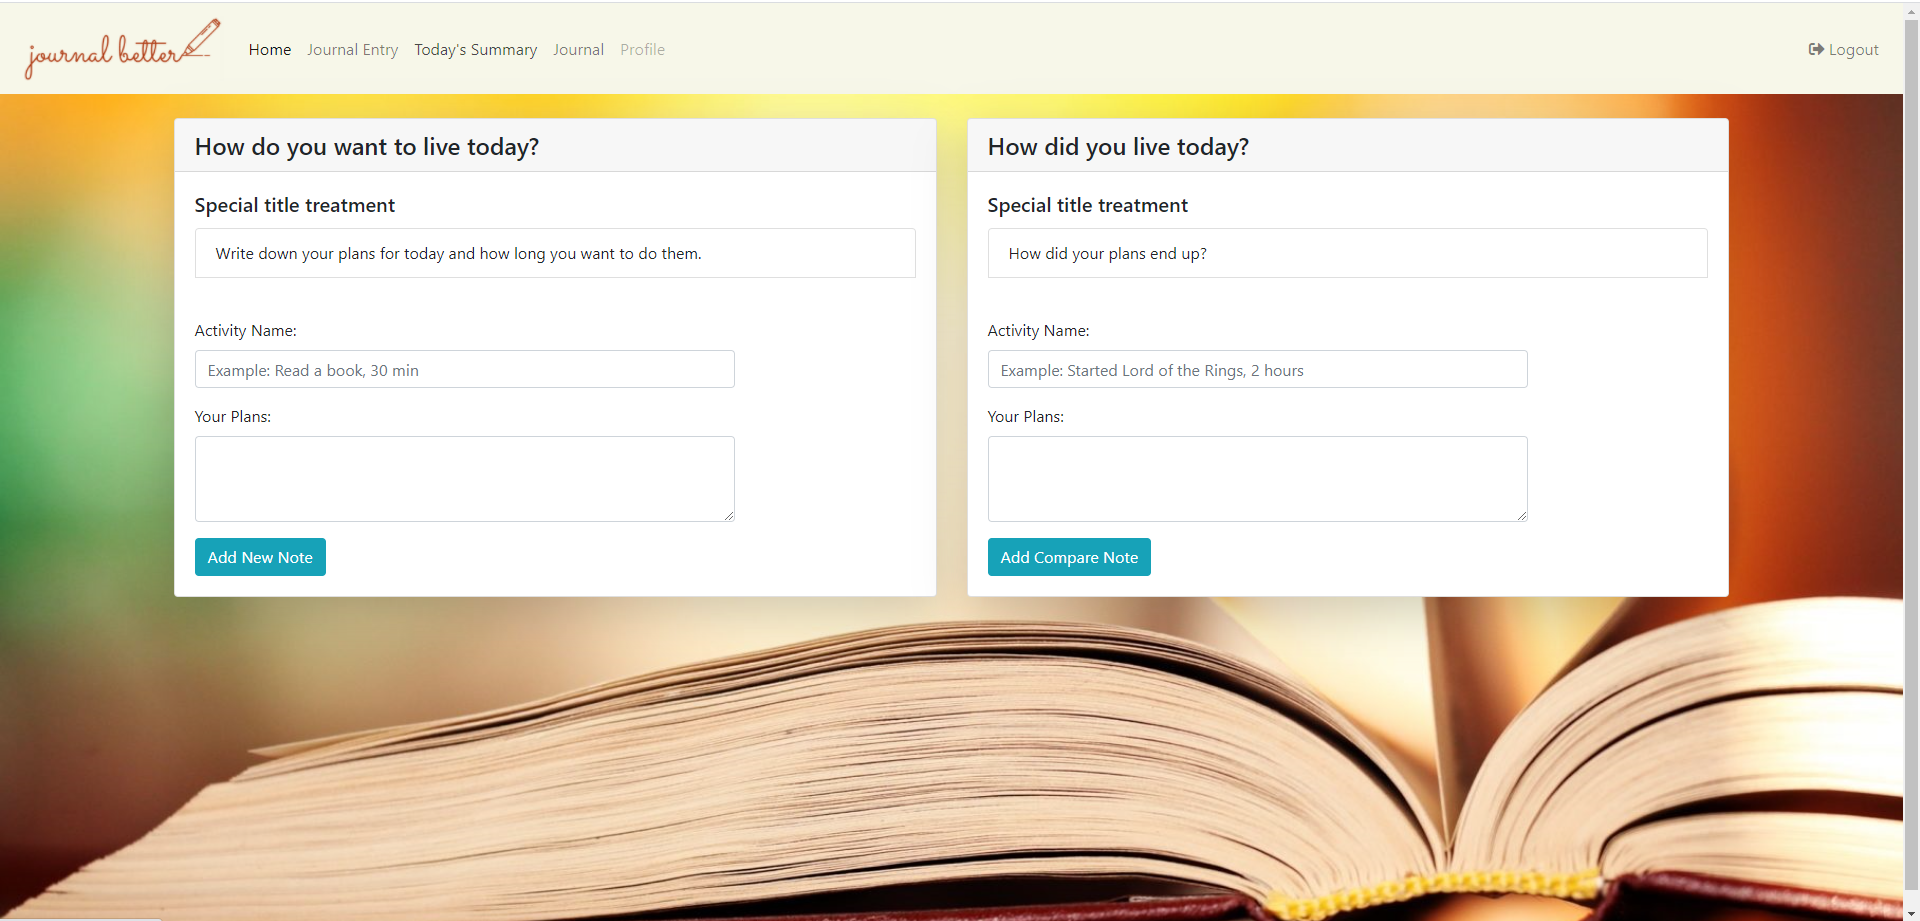 journal better
Home Journal Entry Today's Summary Journal Profile
Logout
How do you want to live today?
Special title treatment
Write down your plans for today and how long you want to do them.
Activity Name:
Example: Read a book, 30 min
Your Plans:
Add New Note
How did you live today?
Special title treatment
How did your plans end up?
Activity Name:
Example: Started Lord of the Rings, 2 hours
Your Plans:
Add Compare Note